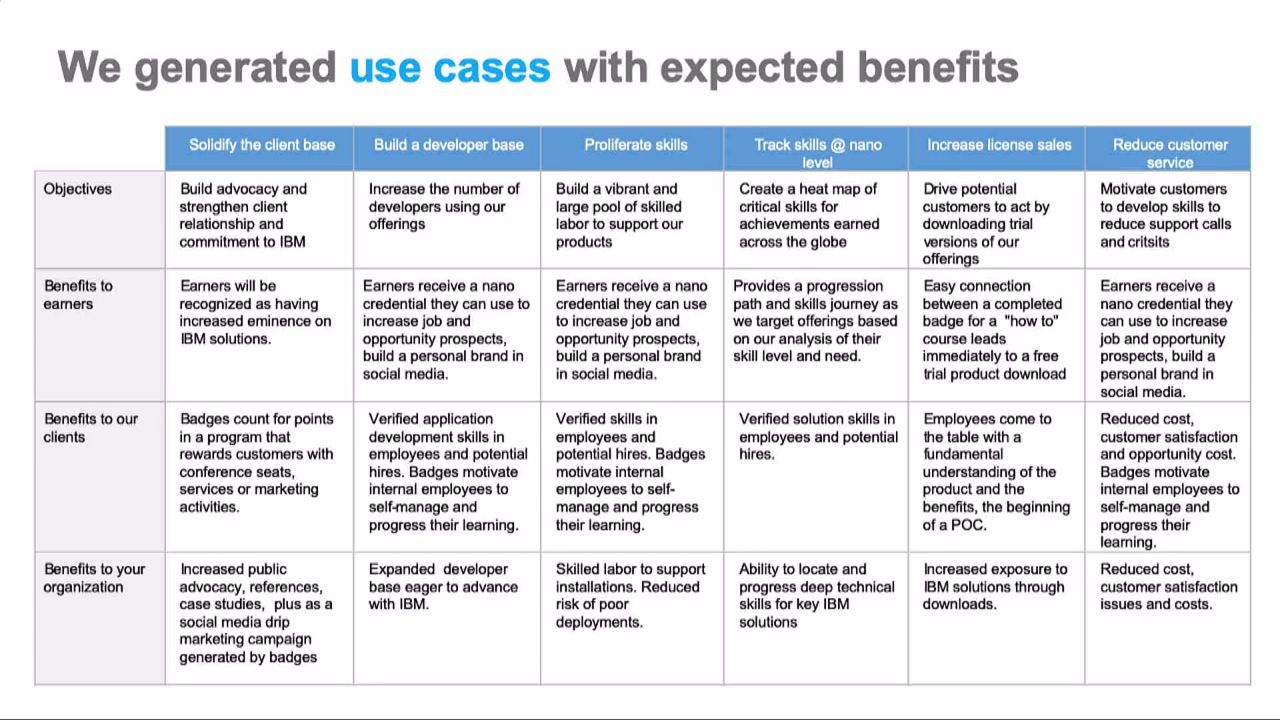 We generated use cases with expected benefits
Solidify the client base
Build a developer base
Proliferate skills
Track skills @ nano
level
Increase license sales
Reduce customer
service
Objectives
Build advocacy and
strengthen client
relationship and
commitment to IBM
Increase the number of
developers using our
offerings
Build a vibrant and
large pool of skilled
labor to support our
products
Create a heat map of
critical skills for
achievements earned
across the globe
Drive potential
customers to act by
downloading trial
versions of our
offerings
Motivate customers
to develop skills to
reduce support calls
and critsits
Benefits to
earners
Earners will be
recognized as having
increased eminence on
IBM solutions.
Earners receive a nano
credential they can use to
increase job and
opportunity prospects,
build a personal brand in
social media.
Earners receive a nano
credential they can use
to increase job and
opportunity prospects,
build a personal brand
in social media.
Provides a progression
path and skills journey as
we target offerings based
on our analysis of their
skill level and need.
Easy connection
between a completed
badge for a "how to"
course leads
immediately to a free
trial product download
Earners receive a
nano credential they
can use to increase
job and opportunity
prospects, build a
personal brand in
social media.
Benefits to our
clients
Badges count for points
in a program that
rewards customers with
conference seats,
services or marketing
activities.
Verified application
development skills in
employees and potential
hires. Badges motivate
internal employees to
self-manage and
progress their learning.
Verified skills in
employees and
potential hires. Badges
motivate internal
employees to self-
manage and progress
their learning.
Verified solution skills in
employees and potential
hires.
Employees come to
the table with a
fundamental
understanding of the
product and the
benefits, the beginning
of a POC.
Reduced cost,
customer satisfaction
and opportunity cost.
Badges motivate
internal employees to
self-manage and
progress their
learning.
Benefits to your
organization
Increased public
advocacy, references,
case studies, plus as a
social media drip
marketing campaign
generated by badges
Expanded developer
base eager to advance
with IBM.
Skilled labor to support
installations. Reduced
risk of poor
deployments.
Ability to locate and
progress deep technical
skills for key IBM
solutions
Increased exposure to
IBM solutions through
downloads.
Reduced cost,
customer satisfaction
issues and costs.